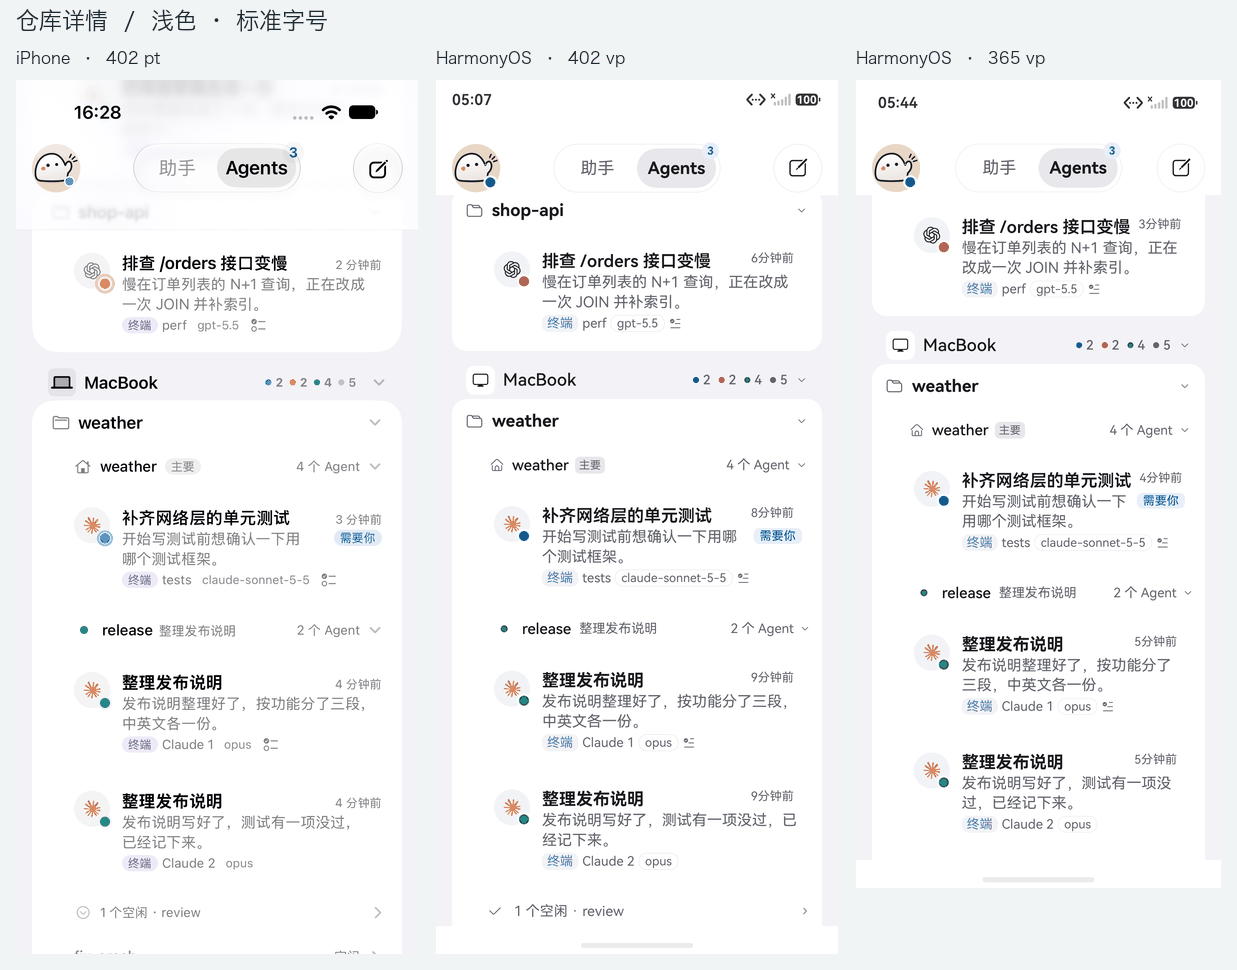 仓库详情 / 浅色 · 标准字号
iPhone · 402 pt
16:28
助手
Agents
3
shop-api
排查 /orders 接口变慢
2 分钟前
慢在订单列表的 N+1 查询，正在改成
一次 JOIN 并补索引。
终端 perf gpt-5.5
MacBook
2 2 4 5
weather
weather 主要
4 个 Agent
补齐网络层的单元测试
3 分钟前
开始写测试前想确认一下用
需要你
哪个测试框架。
终端 tests claude-sonnet-5-5
release 整理发布说明
2 个 Agent
整理发布说明
4 分钟前
发布说明整理好了，按功能分了三段，
中英文各一份。
终端 Claude 1 opus
整理发布说明
4 分钟前
发布说明写好了，测试有一项没过，
已经记下来。
终端 Claude 2 opus
1 个空闲 · review
HarmonyOS · 402 vp
05:07
100
助手
Agents
3
shop-api
排查 /orders 接口变慢
6分钟前
慢在订单列表的 N+1 查询，正在改成
一次 JOIN 并补索引。
终端 perf gpt-5.5
MacBook
2 2 4 5
weather
weather 主要
4 个 Agent
补齐网络层的单元测试
8分钟前
开始写测试前想确认一下用哪
需要你
个测试框架。
终端 tests claude-sonnet-5-5
release 整理发布说明
2 个 Agent
整理发布说明
9分钟前
发布说明整理好了，按功能分了三段，
中英文各一份。
终端 Claude 1 opus
整理发布说明
9分钟前
发布说明写好了，测试有一项没过，已
经记下来。
终端 Claude 2 opus
1 个空闲 · review
HarmonyOS · 365 vp
05:44
100
助手
Agents
3
排查 /orders 接口变慢
3分钟前
慢在订单列表的 N+1 查询，正在
改成一次 JOIN 并补索引。
终端 perf gpt-5.5
MacBook
2 2 4 5
weather
weather 主要
4 个 Agent
补齐网络层的单元测试
4分钟前
开始写测试前想确认一下
需要你
用哪个测试框架。
终端 tests claude-sonnet-5-5
release 整理发布说明
2 个 Agent
整理发布说明
5分钟前
发布说明整理好了，按功能分了
三段，中英文各一份。
终端 Claude 1 opus
整理发布说明
5分钟前
发布说明写好了，测试有一项没
过，已经记下来。
终端 Claude 2 opus